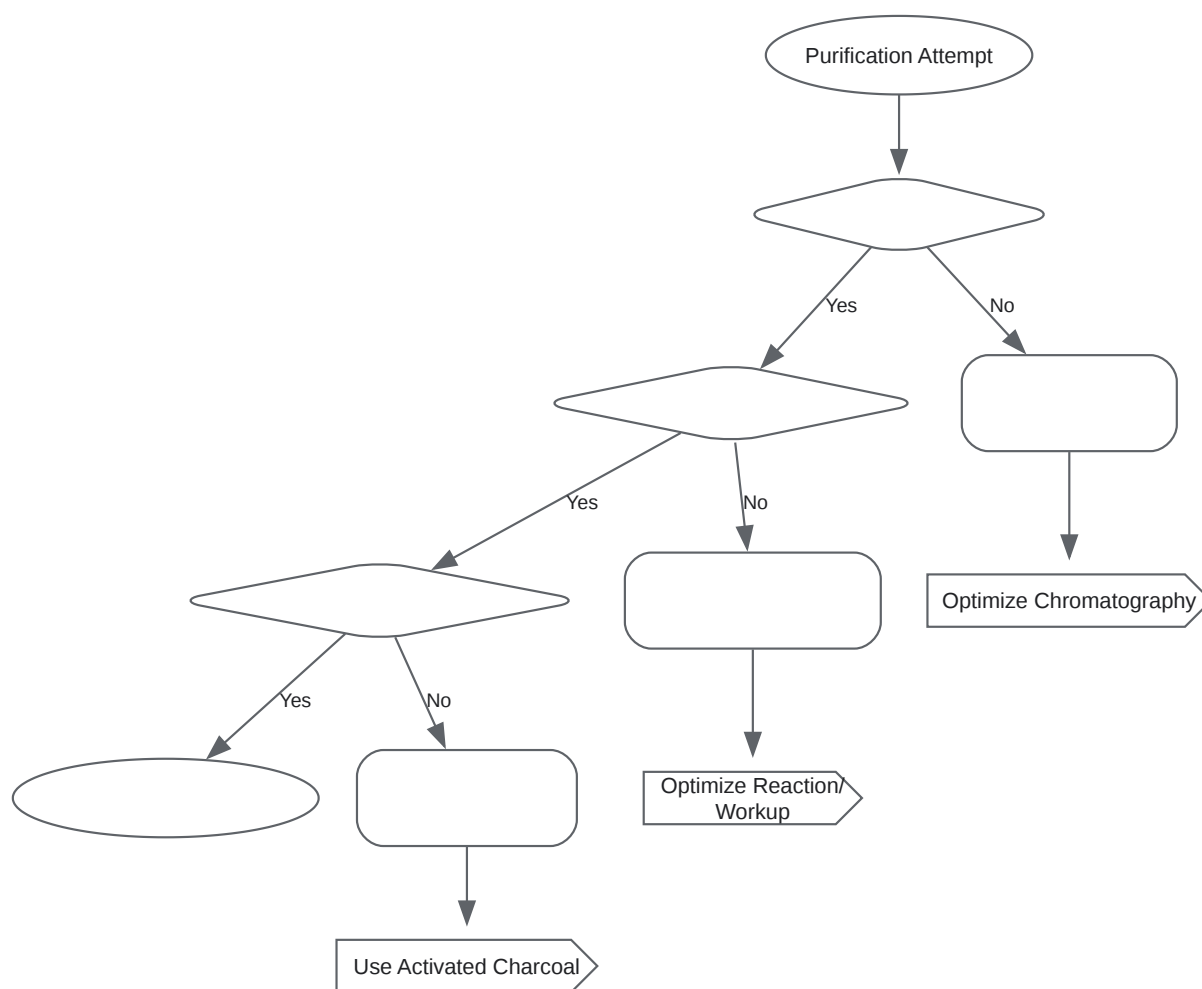 Purification Attempt
Yes
No
Yes
No
Optimize Chromatography
Yes
No
Optimize Reaction/
Workup
Use Activated Charcoal